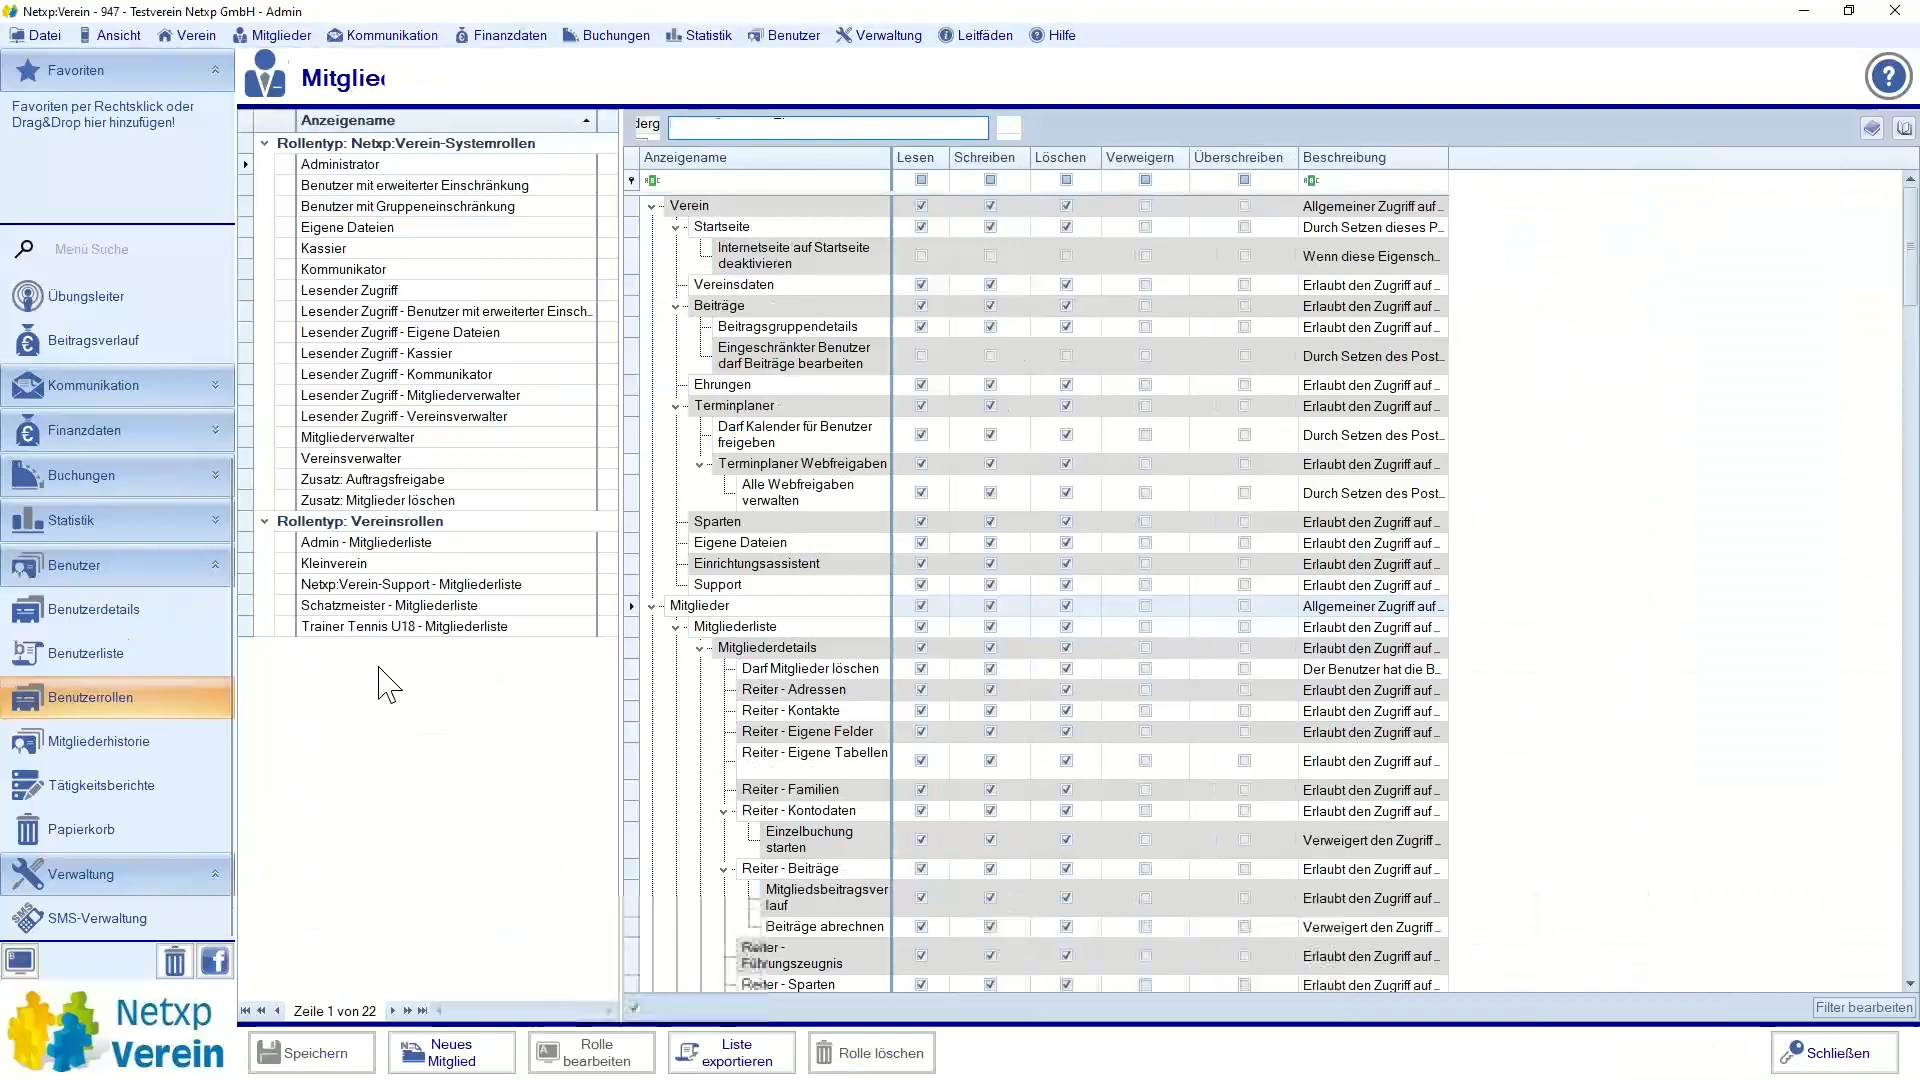 Netxp:Verein - 947 - Testverein Netxp GmbH - Admin
Datei Ansicht Verein Mitglieder Kommunikation Finanzdaten Buchungen Statistik Benutzer Verwaltung Leitfäden Hilfe
Favoriten
Favoriten per Rechtsklick oder
Drag&Drop hier hinzufügen!
Menü Suche
Übungsleiter
Beitragsverlauf
Kommunikation
Finanzdaten
Buchungen
Statistik
Benutzer
Benutzerdetails
Benutzerliste
Benutzerrollen
Mitgliederhistorie
Tätigkeitsberichte
Papierkorb
Verwaltung
SMS-Verwaltung
Netxp
Verein
Anzeigename
Rollentyp: Netxp:Verein-Systemrollen
Administrator
Benutzer mit erweiterter Einschränkung
Benutzer mit Gruppeneinschränkung
Eigene Dateien
Kassier
Kommunikator
Lesender Zugriff
Lesender Zugriff - Benutzer mit erweiterter Einsch...
Lesender Zugriff - Eigene Dateien
Lesender Zugriff - Kassier
Lesender Zugriff - Kommunikator
Lesender Zugriff - Mitgliederverwalter
Lesender Zugriff - Vereinsverwalter
Mitgliederverwalter
Vereinsverwalter
Zusatz: Auftragsfreigabe
Zusatz: Mitglieder löschen
Rollentyp: Vereinsrollen
Admin - Mitgliederliste
Kleinverein
Netxp:Verein-Support - Mitgliederliste
Schatzmeister - Mitgliederliste
Trainer Tennis U18 - Mitgliederliste
Zeile 1 von 22
Anzeigename Lesen Schreiben Löschen Verweigern Überschreiben Beschreibung
Verein Allgemeiner Zugriff auf ...
Startseite Durch Setzen dieses P...
Internetseite auf Startseite
deaktivieren Wenn diese Eigensch...
Vereinsdaten Erlaubt den Zugriff auf ...
Beiträge Erlaubt den Zugriff auf ...
Beitragsgruppendetails Erlaubt den Zugriff auf ...
Eingeschränkter Benutzer
darf Beiträge bearbeiten Durch Setzen des Post...
Ehrungen Erlaubt den Zugriff auf ...
Terminplaner Erlaubt den Zugriff auf ...
Darf Kalender für Benutzer
freigeben Durch Setzen des Post...
Terminplaner Webfreigaben Erlaubt den Zugriff auf ...
Alle Webfreigaben
verwalten Durch Setzen des Post...
Sparten Erlaubt den Zugriff auf ...
Eigene Dateien Erlaubt den Zugriff auf ...
Einrichtungsassistent Erlaubt den Zugriff auf ...
Support Erlaubt den Zugriff auf ...
Mitglieder Allgemeiner Zugriff auf ...
Mitgliederliste Erlaubt den Zugriff auf ...
Mitgliederdetails Erlaubt den Zugriff auf ...
Darf Mitglieder löschen Der Benutzer hat die B...
Reiter - Adressen Erlaubt den Zugriff auf ...
Reiter - Kontakte Erlaubt den Zugriff auf ...
Reiter - Eigene Felder Erlaubt den Zugriff auf ...
Reiter - Eigene Tabellen Erlaubt den Zugriff auf ...
Reiter - Familien Erlaubt den Zugriff auf ...
Reiter - Kontodaten Erlaubt den Zugriff auf ...
Einzelbuchung
starten Verweigert den Zugriff ...
Reiter - Beiträge Erlaubt den Zugriff auf ...
Mitgliedsbeitragsver
lauf Erlaubt den Zugriff auf ...
Beiträge abrechnen Verweigert den Zugriff ...
Reiter -
Führungszeugnis Erlaubt den Zugriff auf ...
Reiter - Sparten Erlaubt den Zugriff auf ...
Filter bearbeiten
Speichern
Neues
Mitglied
Rolle
bearbeiten
Liste
exportieren
Rolle löschen
Schließen